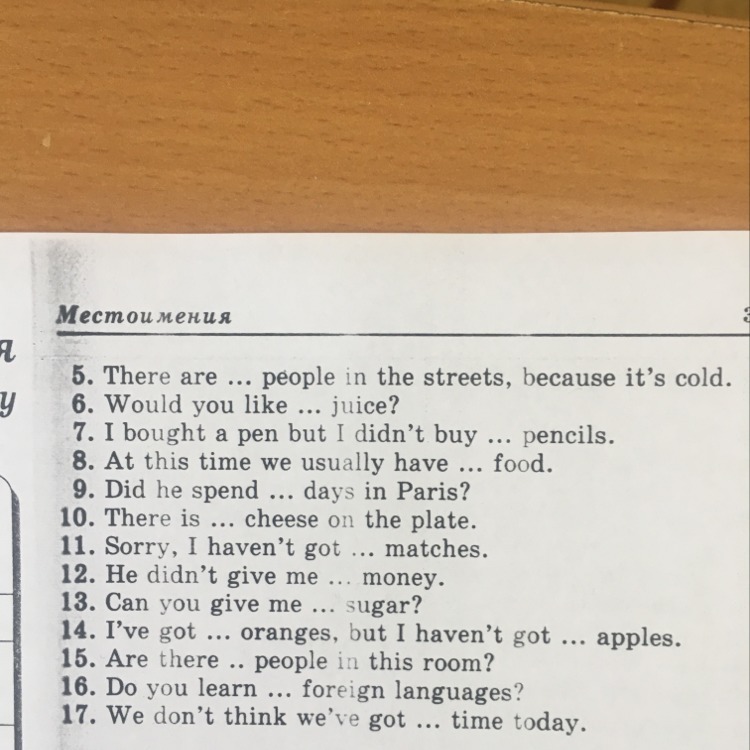 Местоимения
3
я
у
5. There are ... people in the streets, because it's cold.
6. Would you like ... juice?
7. I bought a pen but I didn't buy ... pencils.
8. At this time we usually have ... food.
9. Did he spend ... days in Paris?
10. There is ... cheese on the plate.
11. Sorry, I haven't got ... matches.
12. He didn't give me ... money.
13. Can you give me ... sugar?
14. I've got ... oranges, but I haven't got ... apples.
15. Are there .. people in this room?
16. Do you learn ... foreign languages?
17. We don't think we've got ... time today.